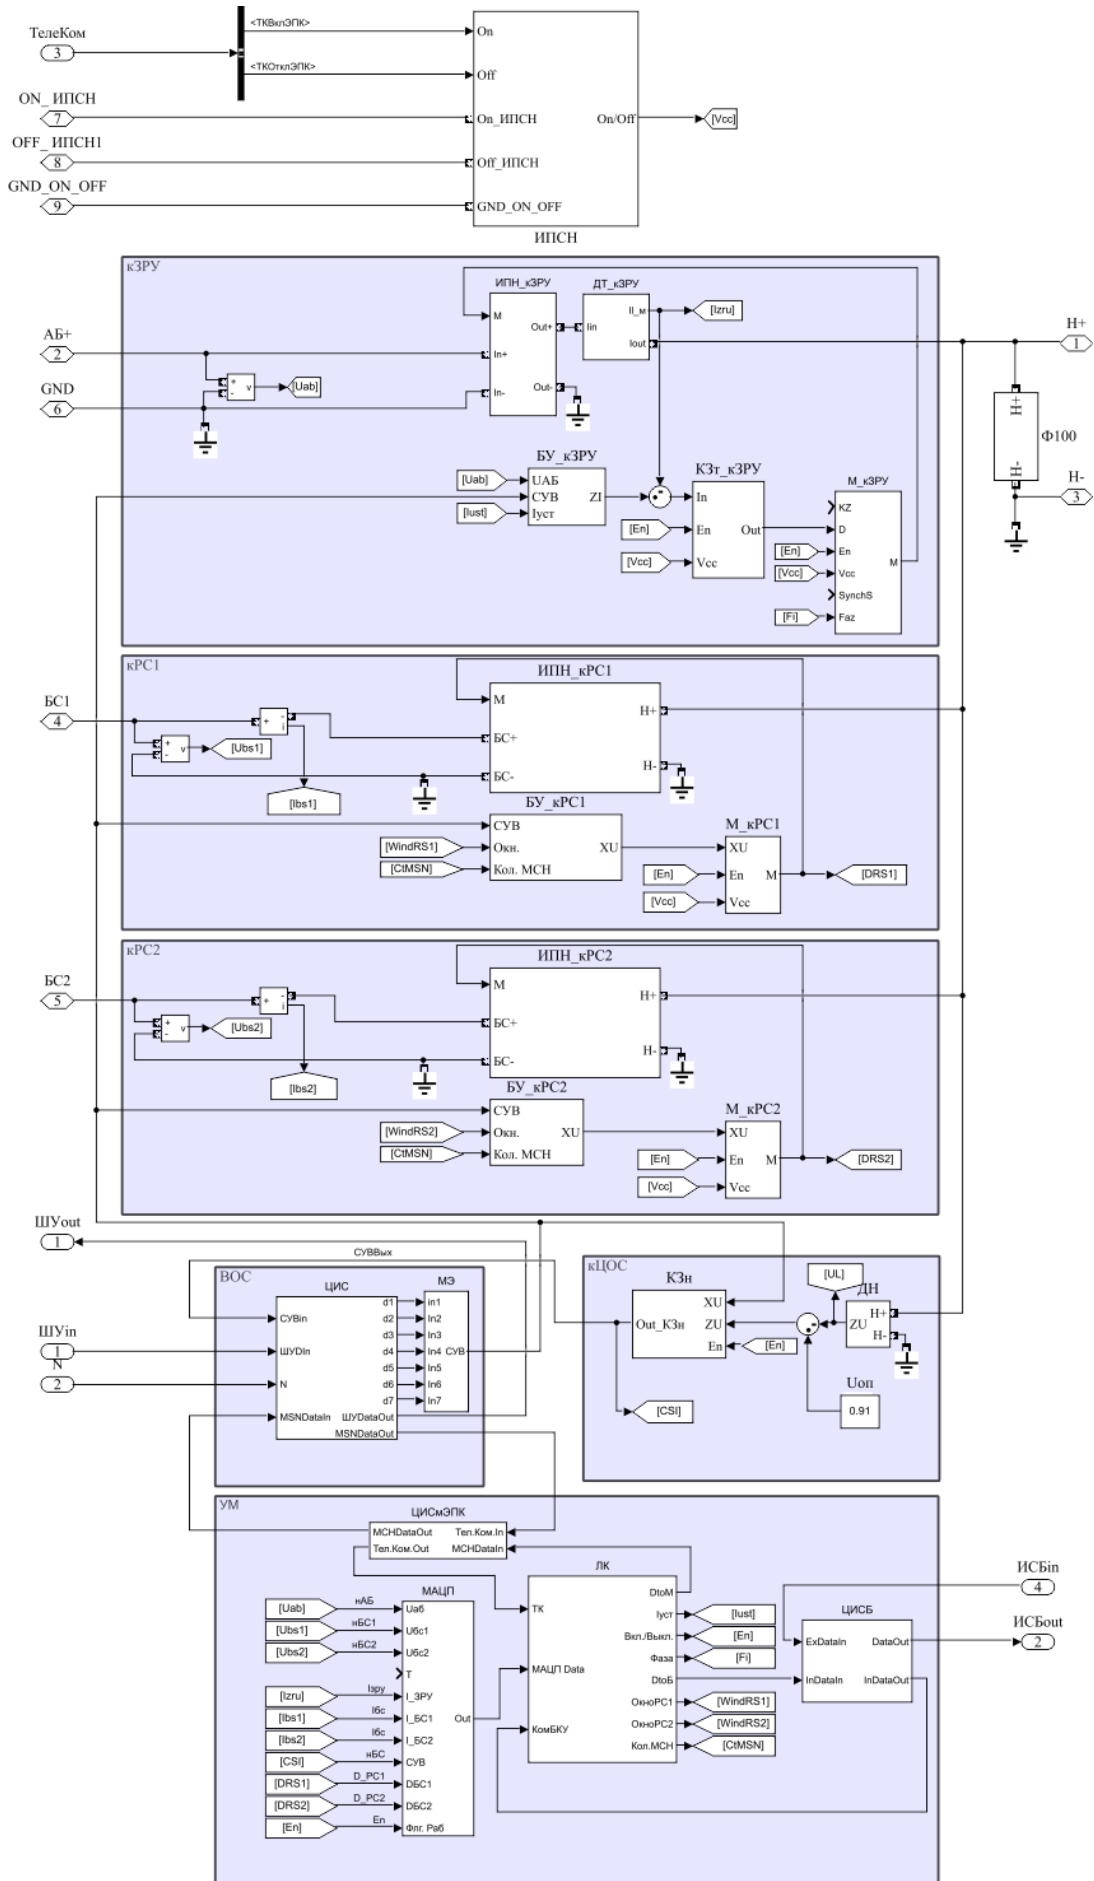 ТелеКом
3
<ТКВклЭПК>
<ТКОтклЭПК>
On
Off
ON_ ИПСН
7
On_ИПСН
On/Off
[Vcc]
OFF_ ИПСН1
8
Off_ИПСН
GND_ON_OFF
9
GND_ON_OFF
ИПСН
кЗРУ
ИПН_кЗРУ
ДТ_кЗРУ
M
Out+
In+
Out-
In-
Iin
II_м
Iout
[Izru]
АБ+
2
GND
6
+
-
v
[Uab]
Н+
1
Н+
Н-
Ф100
Н-
3
БУ_кЗРУ
[Uab]
[Iust]
UАБ
СУВ
Iуст
ZI
КЗт_кЗРУ
In
En
Out
Vcc
[En]
[Vcc]
М_кЗРУ
KZ
D
En
Vcc
SynchS
Faz
M
[En]
[Vcc]
[Fi]
кРС1
ИПН_кРС1
М
Н+
БС+
Н-
БС-
БС1
4
+
-
i
+
-
v
[Ubs1]
[Ibs1]
БУ_кРС1
СУВ
Окн.
XU
Кол. МСН
[WindRS1]
[CtMSN]
М_кРС1
XU
En
M
Vcc
[En]
[Vcc]
[DRS1]
кРС2
ИПН_кРС2
М
Н+
БС+
Н-
БС-
БС2
5
+
-
i
+
-
v
[Ubs2]
[Ibs2]
БУ_кРС2
СУВ
Окн.
XU
Кол. МСН
[WindRS2]
[CtMSN]
М_кРС2
XU
En
M
Vcc
[En]
[Vcc]
[DRS2]
ШУout
1
СУВВых
ВОС
ЦИС
МЭ
СУВin
ШУDIn
N
MSNDataIn
d1
d2
d3
d4
d5
d6
d7
ШУDataOut
MSNDataOut
in1
In2
In3
In4
In5
In6
In7
СУВ
ШУin
1
N
2
кЦОС
КЗн
XU
Out_КЗн
ZU
En
[En]
[CSI]
[UL]
ДН
Н+
ZU
Н-
Uоп
0.91
УМ
ЦИСмЭПК
МСНDataOut
Тел.Ком.In
Тел.Ком.Out
МСНDataIn
МАЦП
[Uab]
нАБ
Uаб
[Ubs1]
нБС1
Uбс1
[Ubs2]
нБС2
Uбс2
T
[Izru]
Iзру
I_ЗРУ
[Ibs1]
Iбс
I_БС1
Out
[Ibs2]
Iбс
I_БС2
[CSI]
нБС
СУВ
[DRS1]
D_РС1
DБС1
[DRS2]
D_РС2
DБС2
[En]
En
Флг. Раб
ЛК
ТК
МАЦП Data
КомБКУ
DtoM
Iуст
Вкл./Выкл.
Фаза
DtoБ
ОкноРС1
ОкноРС2
Кол.МСН
[Iust]
[En]
[Fi]
[WindRS1]
[WindRS2]
[CtMSN]
ЦИСБ
ExDataIn
DataOut
InDataIn
InDataOut
ИСБin
4
ИСБout
2